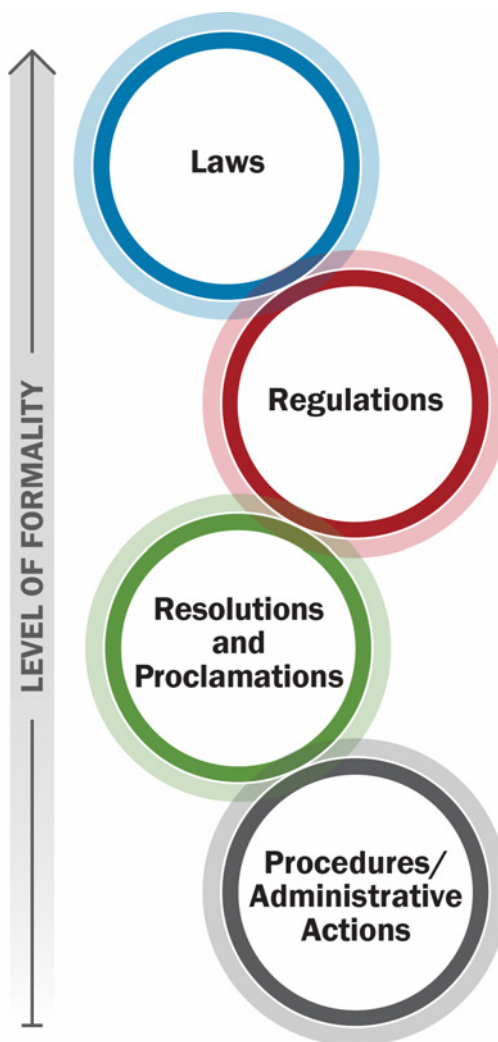 LEVEL OF FORMALITY
Laws
Regulations
Resolutions
and
Proclamations
Procedures/
Administrative
Actions